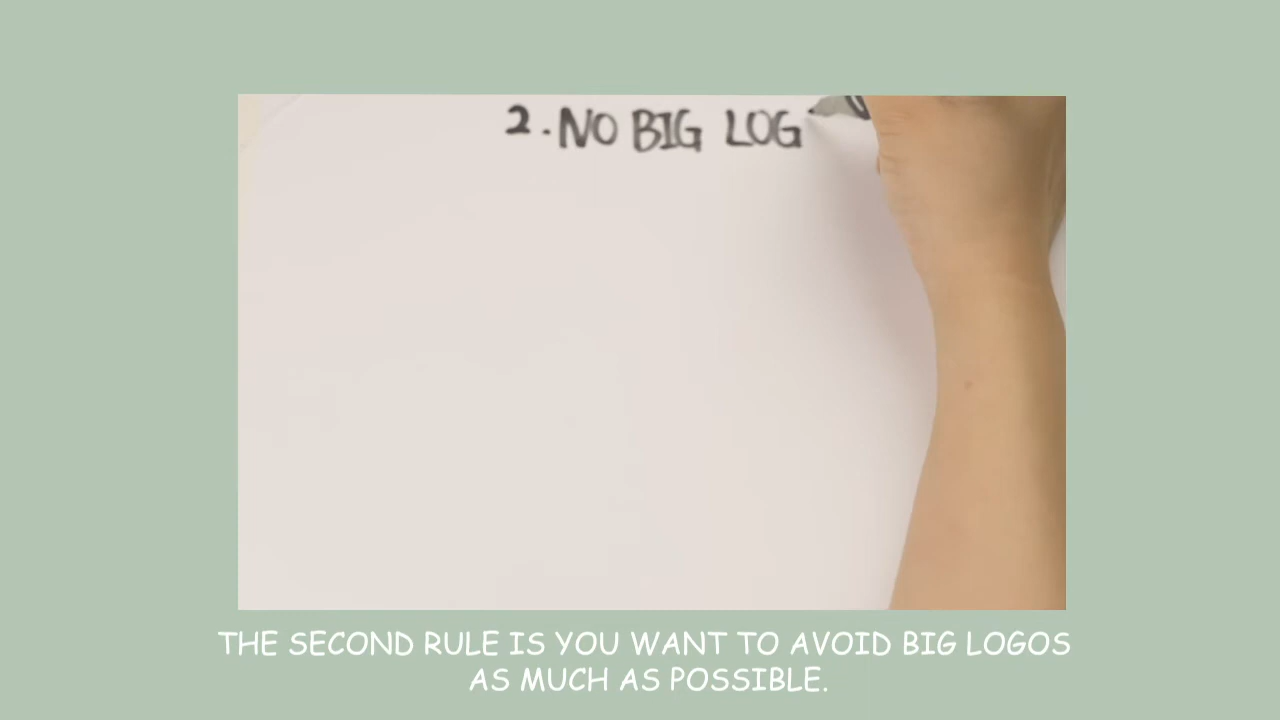 2. NO BIG LOG
THE SECOND RULE IS YOU WANT TO AVOID BIG LOGOS
AS MUCH AS POSSIBLE.